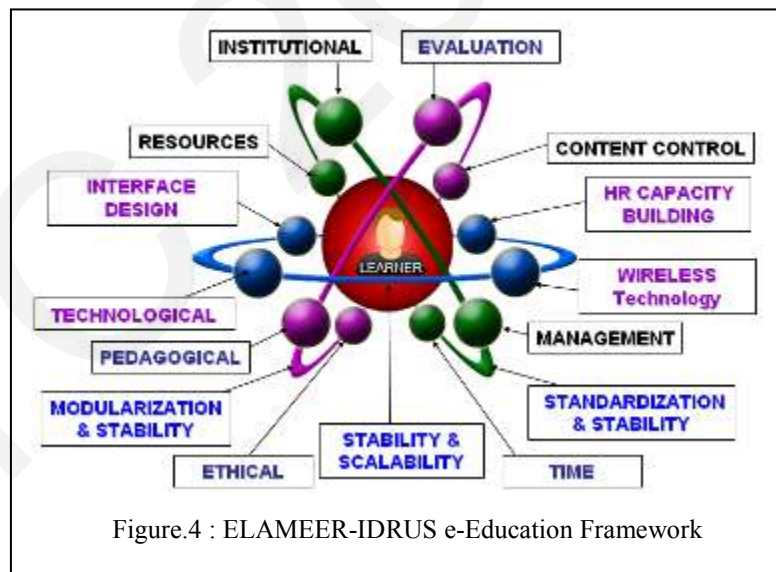 INSTITUTIONAL
EVALUATION
RESOURCES
CONTENT CONTROL
INTERFACE
DESIGN
HR CAPACITY
BUILDING
LEARNER
TECHNOLOGICAL
WIRELESS
Technology
PEDAGOGICAL
MANAGEMENT
MODULARIZATION
& STABILITY
STANDARDIZATION
& STABILITY
STABILITY &
SCALABILITY
ETHICAL
TIME
Figure.4 : ELAMEER-IDRUS e-Education Framework